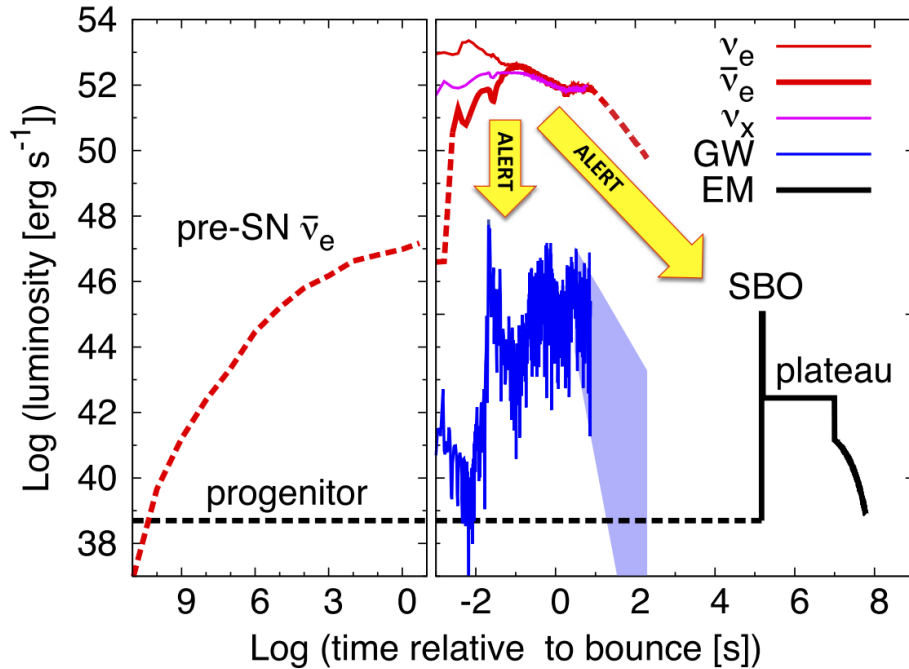 54
52
50
48
46
44
42
40
38
Log (luminosity [erg s⁻¹])
pre-SN ν̄ₑ
progenitor
ALERT
ALERT
νₑ
ν̄ₑ
νₓ
GW
EM
SBO
plateau
9 6 3 0 -2 0 2 4 6 8
Log (time relative to bounce [s])